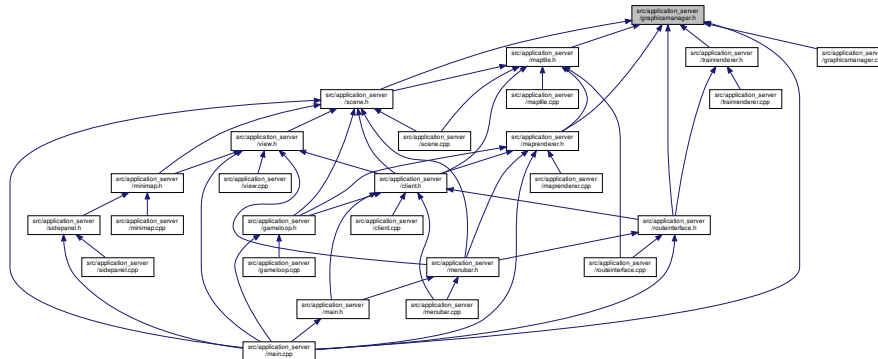 src/application_server
/graphicsmanager.h
src/application_server
/maptile.h
src/application_server
/trainrenderer.h
src/application_serv
/graphicsmanager.c
src/application_server
/scene.h
src/application_server
/maptile.cpp
src/application_server
/trainrenderer.cpp
src/application_server
/view.h
src/application_server
/scene.cpp
src/application_server
/maprenderer.h
src/application_server
/minimap.h
src/application_server
/view.cpp
src/application_server
/client.h
src/application_server
/maprenderer.cpp
src/application_server
/sidepanel.h
src/application_server
/minimap.cpp
src/application_server
/gameloop.h
src/application_server
/client.cpp
src/application_server
/routeinterface.h
src/application_server
/sidepanel.cpp
src/application_server
/gameloop.cpp
src/application_server
/menubar.h
src/application_server
/routeinterface.cpp
src/application_server
/main.h
src/application_server
/menubar.cpp
src/application_server
/main.cpp